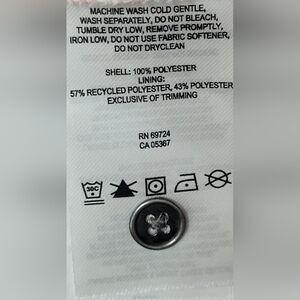 MACHINE WASH COLD GENTLE,
WASH SEPARATELY, DO NOT BLEACH,
TUMBLE DRY LOW, REMOVE PROMPTLY,
IRON LOW, DO NOT USE FABRIC SOFTENER,
DO NOT DRYCLEAN
SHELL: 100% POLYESTER
LINING:
57% RECYCLED POLYESTER, 43% POLYESTER
EXCLUSIVE OF TRIMMING
RN 69724
CA 05367
30C